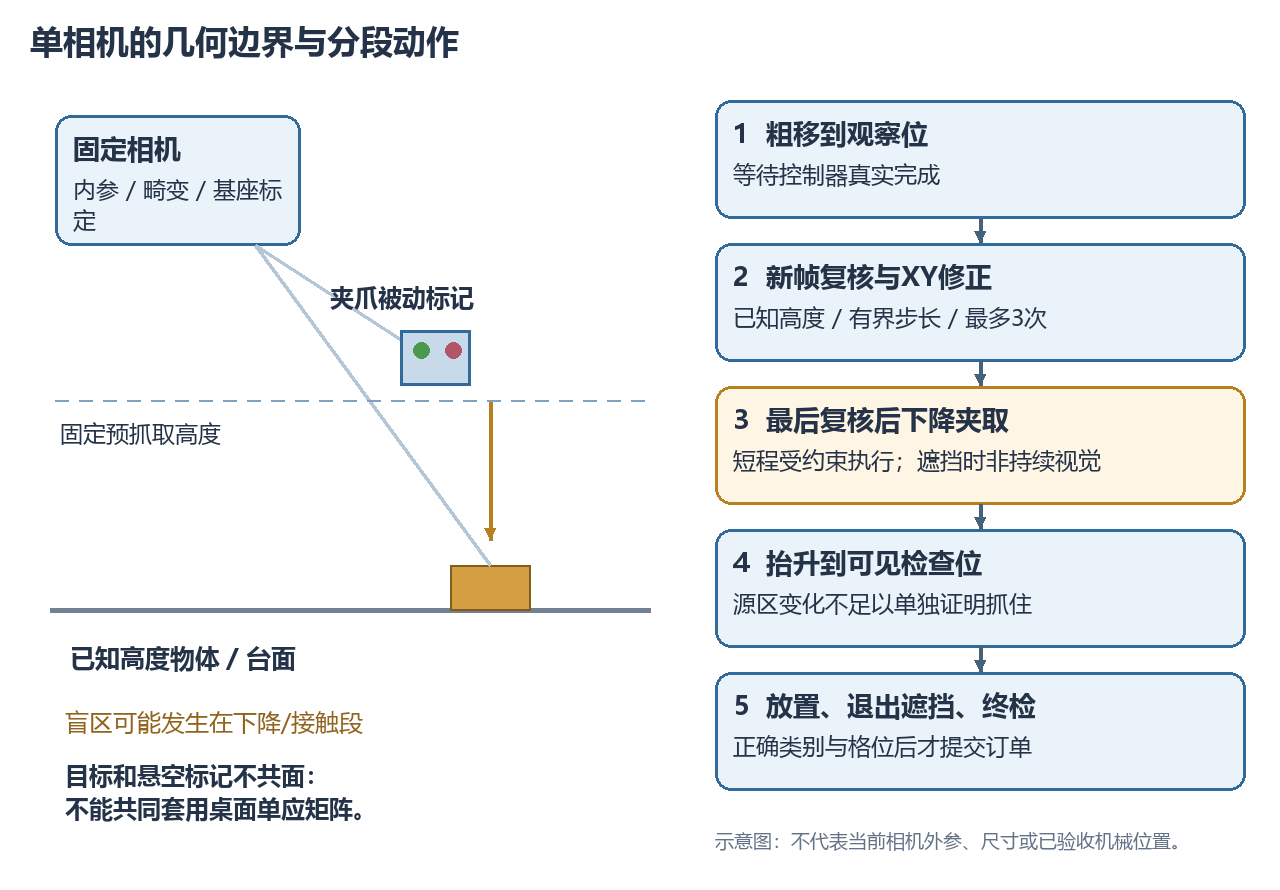 单相机的几何边界与分段动作
固定相机
内参 / 畸变 / 基座标
定
夹爪被动标记
固定预抓取高度
已知高度物体 / 台面
盲区可能发生在下降/接触段
目标和悬空标记不共面：
不能共同套用桌面单应矩阵。
1 粗移到观察位
等待控制器真实完成
2 新帧复核与XY修正
已知高度 / 有界步长 / 最多3次
3 最后复核后下降夹取
短程受约束执行；遮挡时非持续视觉
4 抬升到可见检查位
源区变化不足以单独证明抓住
5 放置、退出遮挡、终检
正确类别与格位后才提交订单
示意图：不代表当前相机外参、尺寸或已验收机械位置。